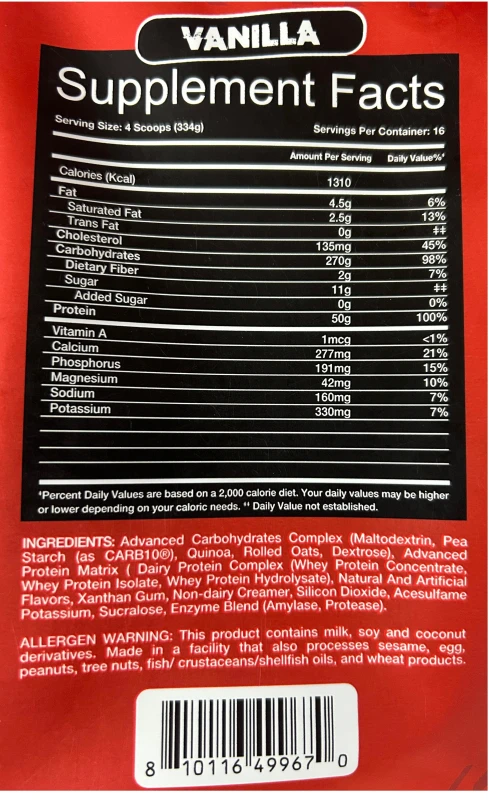 VANILLA
Supplement Facts
Serving Size: 4 Scoops (334g) Servings Per Container: 16
Amount Per Serving Daily Value%*
Calories (Kcal) 1310
Fat 4.5g 6%
Saturated Fat 2.5g 13%
Trans Fat 0g ‡‡
Cholesterol 135mg 45%
Carbohydrates 270g 98%
Dietary Fiber 2g 7%
Sugar 11g ‡‡
Added Sugar 0g 0%
Protein 50g 100%
Vitamin A 1mcg <1%
Calcium 277mg 21%
Phosphorus 191mg 15%
Magnesium 42mg 10%
Sodium 160mg 7%
Potassium 330mg 7%
*Percent Daily Values are based on a 2,000 calorie diet. Your daily values may be higher
or lower depending on your caloric needs. ‡‡ Daily Value not established.
INGREDIENTS: Advanced Carbohydrates Complex (Maltodextrin, Pea
Starch (as CARB10®), Quinoa, Rolled Oats, Dextrose), Advanced
Protein Matrix ( Dairy Protein Complex (Whey Protein Concentrate,
Whey Protein Isolate, Whey Protein Hydrolysate), Natural And Artificial
Flavors, Xanthan Gum, Non-dairy Creamer, Silicon Dioxide, Acesulfame
Potassium, Sucralose, Enzyme Blend (Amylase, Protease).
ALLERGEN WARNING: This product contains milk, soy and coconut
derivatives. Made in a facility that also processes sesame, egg,
peanuts, tree nuts, fish/ crustaceans/shellfish oils, and wheat products.
8 10116 49967 0